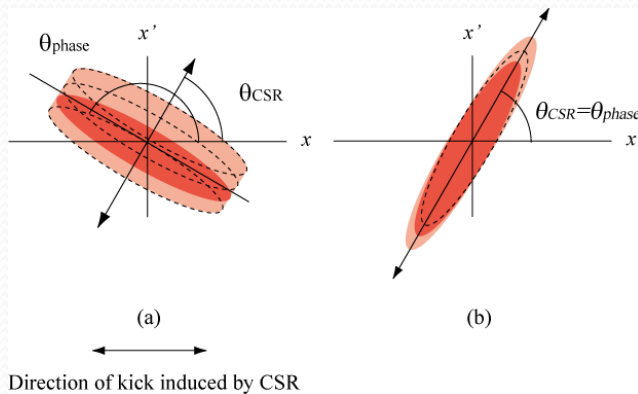 θphase
x'
θCSR
x
(a)
x'
θCSR=θphase
x
(b)
Direction of kick induced by CSR